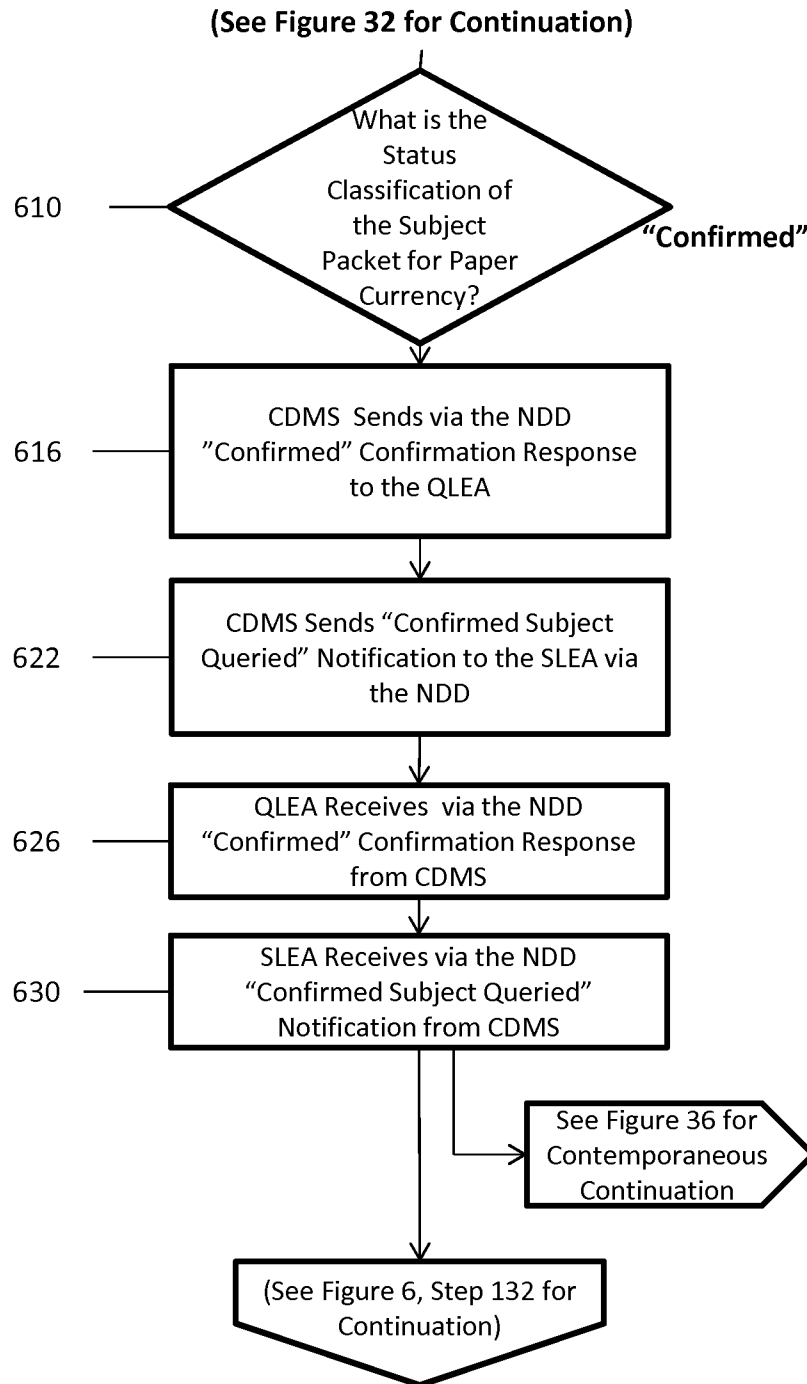 (See Figure 32 for Continuation)
What is the
Status
Classification of
the Subject
Packet for Paper
Currency?
610
“Confirmed”
CDMS Sends via the NDD
”Confirmed” Confirmation Response
to the QLEA
616
CDMS Sends “Confirmed Subject
Queried” Notification to the SLEA via
the NDD
622
QLEA Receives via the NDD
“Confirmed” Confirmation Response
from CDMS
626
SLEA Receives via the NDD
“Confirmed Subject Queried”
Notification from CDMS
630
See Figure 36 for
Contemporaneous
Continuation
(See Figure 6, Step 132 for
Continuation)